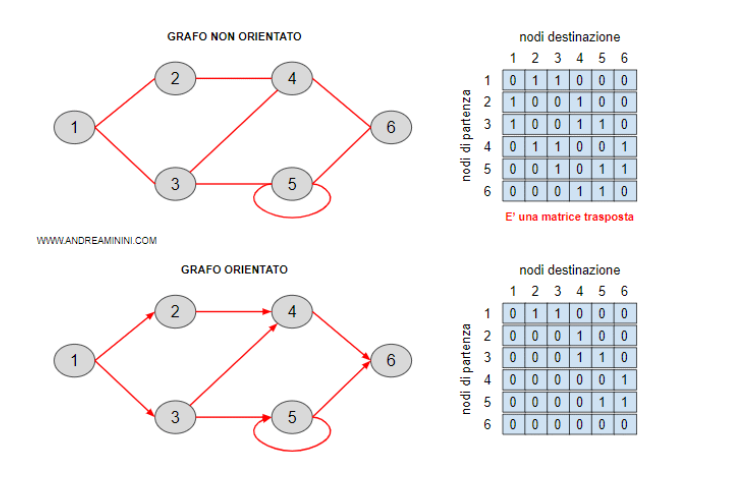 GRAFO NON ORIENTATO
1
2
3
4
5
6
nodi destinazione
1 2 3 4 5 6
nodi di partenza
1 0 1 1 0 0 0
2 1 0 0 1 0 0
3 1 0 0 1 1 0
4 0 1 1 0 0 1
5 0 0 1 0 1 1
6 0 0 0 1 1 0
E' una matrice trasposta
WWW.ANDREAMININI.COM
GRAFO ORIENTATO
1
2
3
4
5
6
nodi destinazione
1 2 3 4 5 6
nodi di partenza
1 0 1 1 0 0 0
2 0 0 0 1 0 0
3 0 0 0 1 1 0
4 0 0 0 0 0 1
5 0 0 0 0 1 1
6 0 0 0 0 0 0